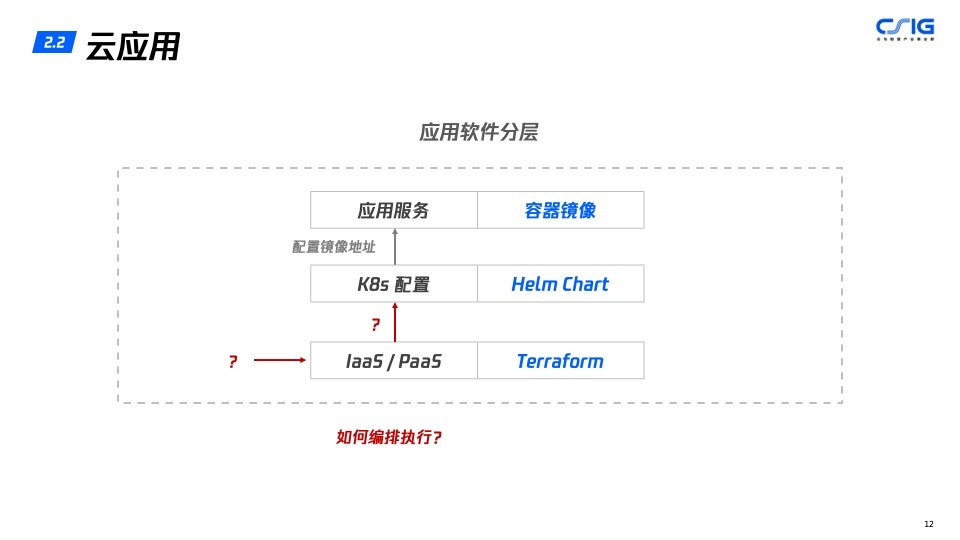 2.2 云应用
CSIG
应用软件分层
应用服务 容器镜像
配置镜像地址
K8s 配置 Helm Chart
?
? IaaS / PaaS Terraform
如何编排执行?
12